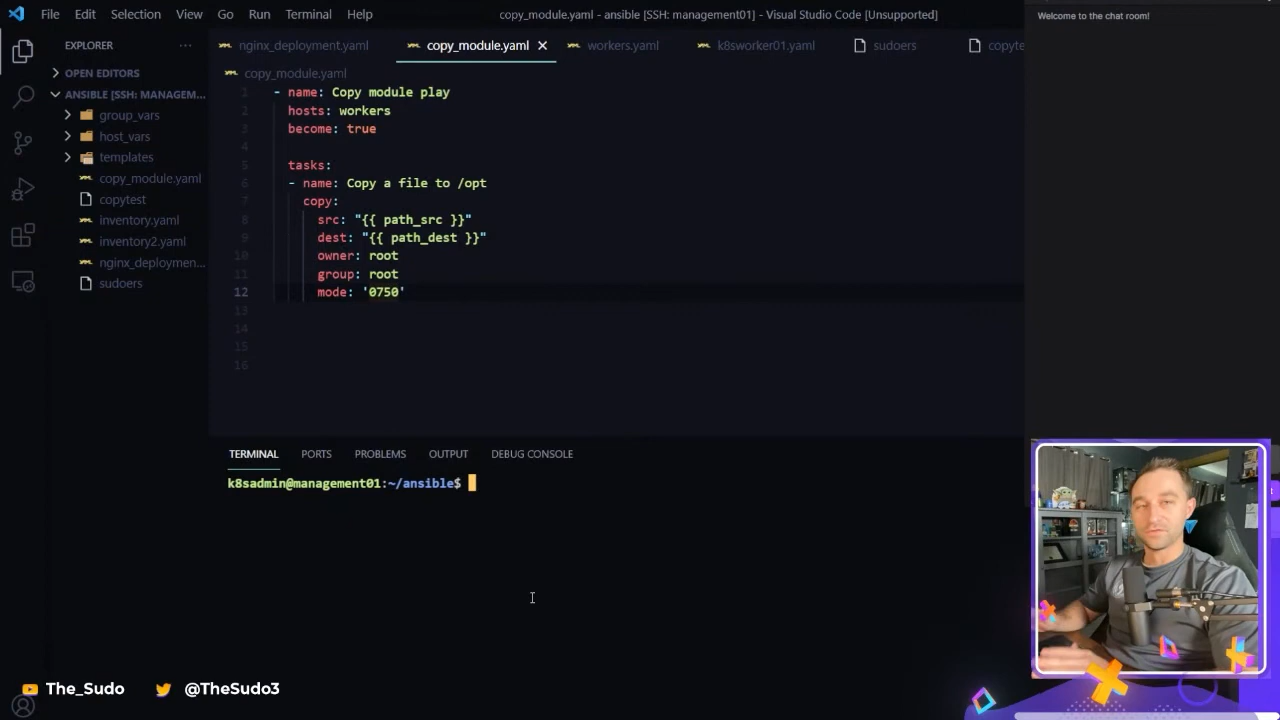 File Edit Selection View Go Run Terminal Help
copy_module.yaml - ansible [SSH: management01] - Visual Studio Code [Unsupported]
Welcome to the chat room!
EXPLORER
nginx_deployment.yaml copy_module.yaml workers.yaml k8sworker01.yaml sudoers copyte
OPEN EDITORS
copy_module.yaml
ANSIBLE [SSH: MANAGEM...
group_vars
host_vars
templates
copy_module.yaml
copytest
inventory.yaml
inventory2.yaml
nginx_deploymen...
sudoers
1 - name: Copy module play
2 hosts: workers
3 become: true
4
5 tasks:
6 - name: Copy a file to /opt
7 copy:
8 src: "{{ path_src }}"
9 dest: "{{ path_dest }}"
10 owner: root
11 group: root
12 mode: '0750'
13
14
15
16
TERMINAL PORTS PROBLEMS OUTPUT DEBUG CONSOLE
k8sadmin@management01:~/ansible$
The_Sudo @TheSudo3